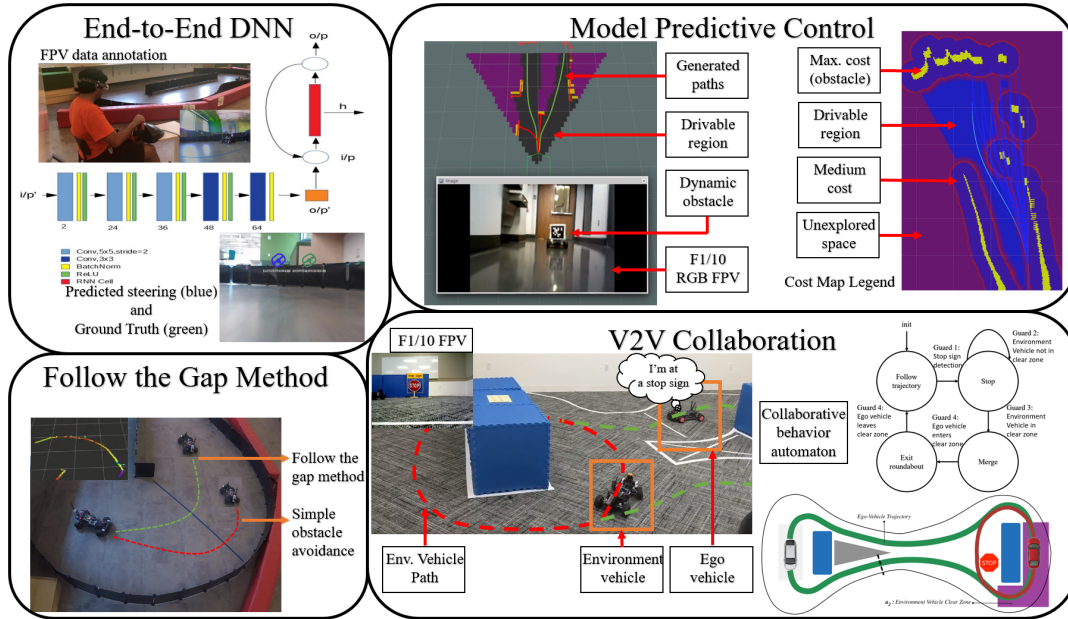 End-to-End DNN
FPV data annotation
o/p
h
i/p
o/p'
i/p'
2
24
36
48
64
Conv,5x5,stride=2
Conv,3x3
BatchNorm
ReLU
RNN Cell
Predicted steering (blue)
and
Ground Truth (green)
Model Predictive Control
Generated
paths
Drivable
region
Dynamic
obstacle
F1/10
RGB FPV
Image
Max. cost
(obstacle)
Drivable
region
Medium
cost
Unexplored
space
Cost Map Legend
Follow the Gap Method
Follow the
gap method
Simple
obstacle
avoidance
V2V Collaboration
F1/10 FPV
STOP
I'm at
a stop sign
Env. Vehicle
Path
Environment
vehicle
Ego
vehicle
Collaborative
behavior
automaton
init
Guard 1:
Stop sign
detection
Guard 2:
Environment
Vehicle not in
clear zone
Follow
trajectory
Stop
Guard 4:
Ego vehicle
leaves
clear zone
Guard 4:
Ego vehicle
enters
clear zone
Guard 3:
Environment
Vehicle in
clear zone
Exit
roundabout
Merge
Ego-Vehicle Trajectory
STOP
a₂: Environment Vehicle Clear Zone